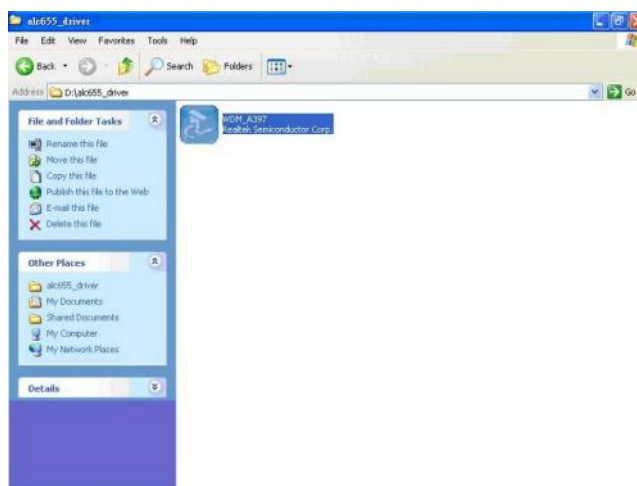 alc655_driver
File Edit View Favorites Tools Help
Back Search Folders
Address D:\alc655_driver Go
File and Folder Tasks
Rename this file
Move this file
Copy this file
Publish this file to the Web
E-mail this file
Delete this file
Other Places
alc655_driver
My Documents
Shared Documents
My Computer
My Network Places
Details
WDM_A397
Realtek Semiconductor Corp.